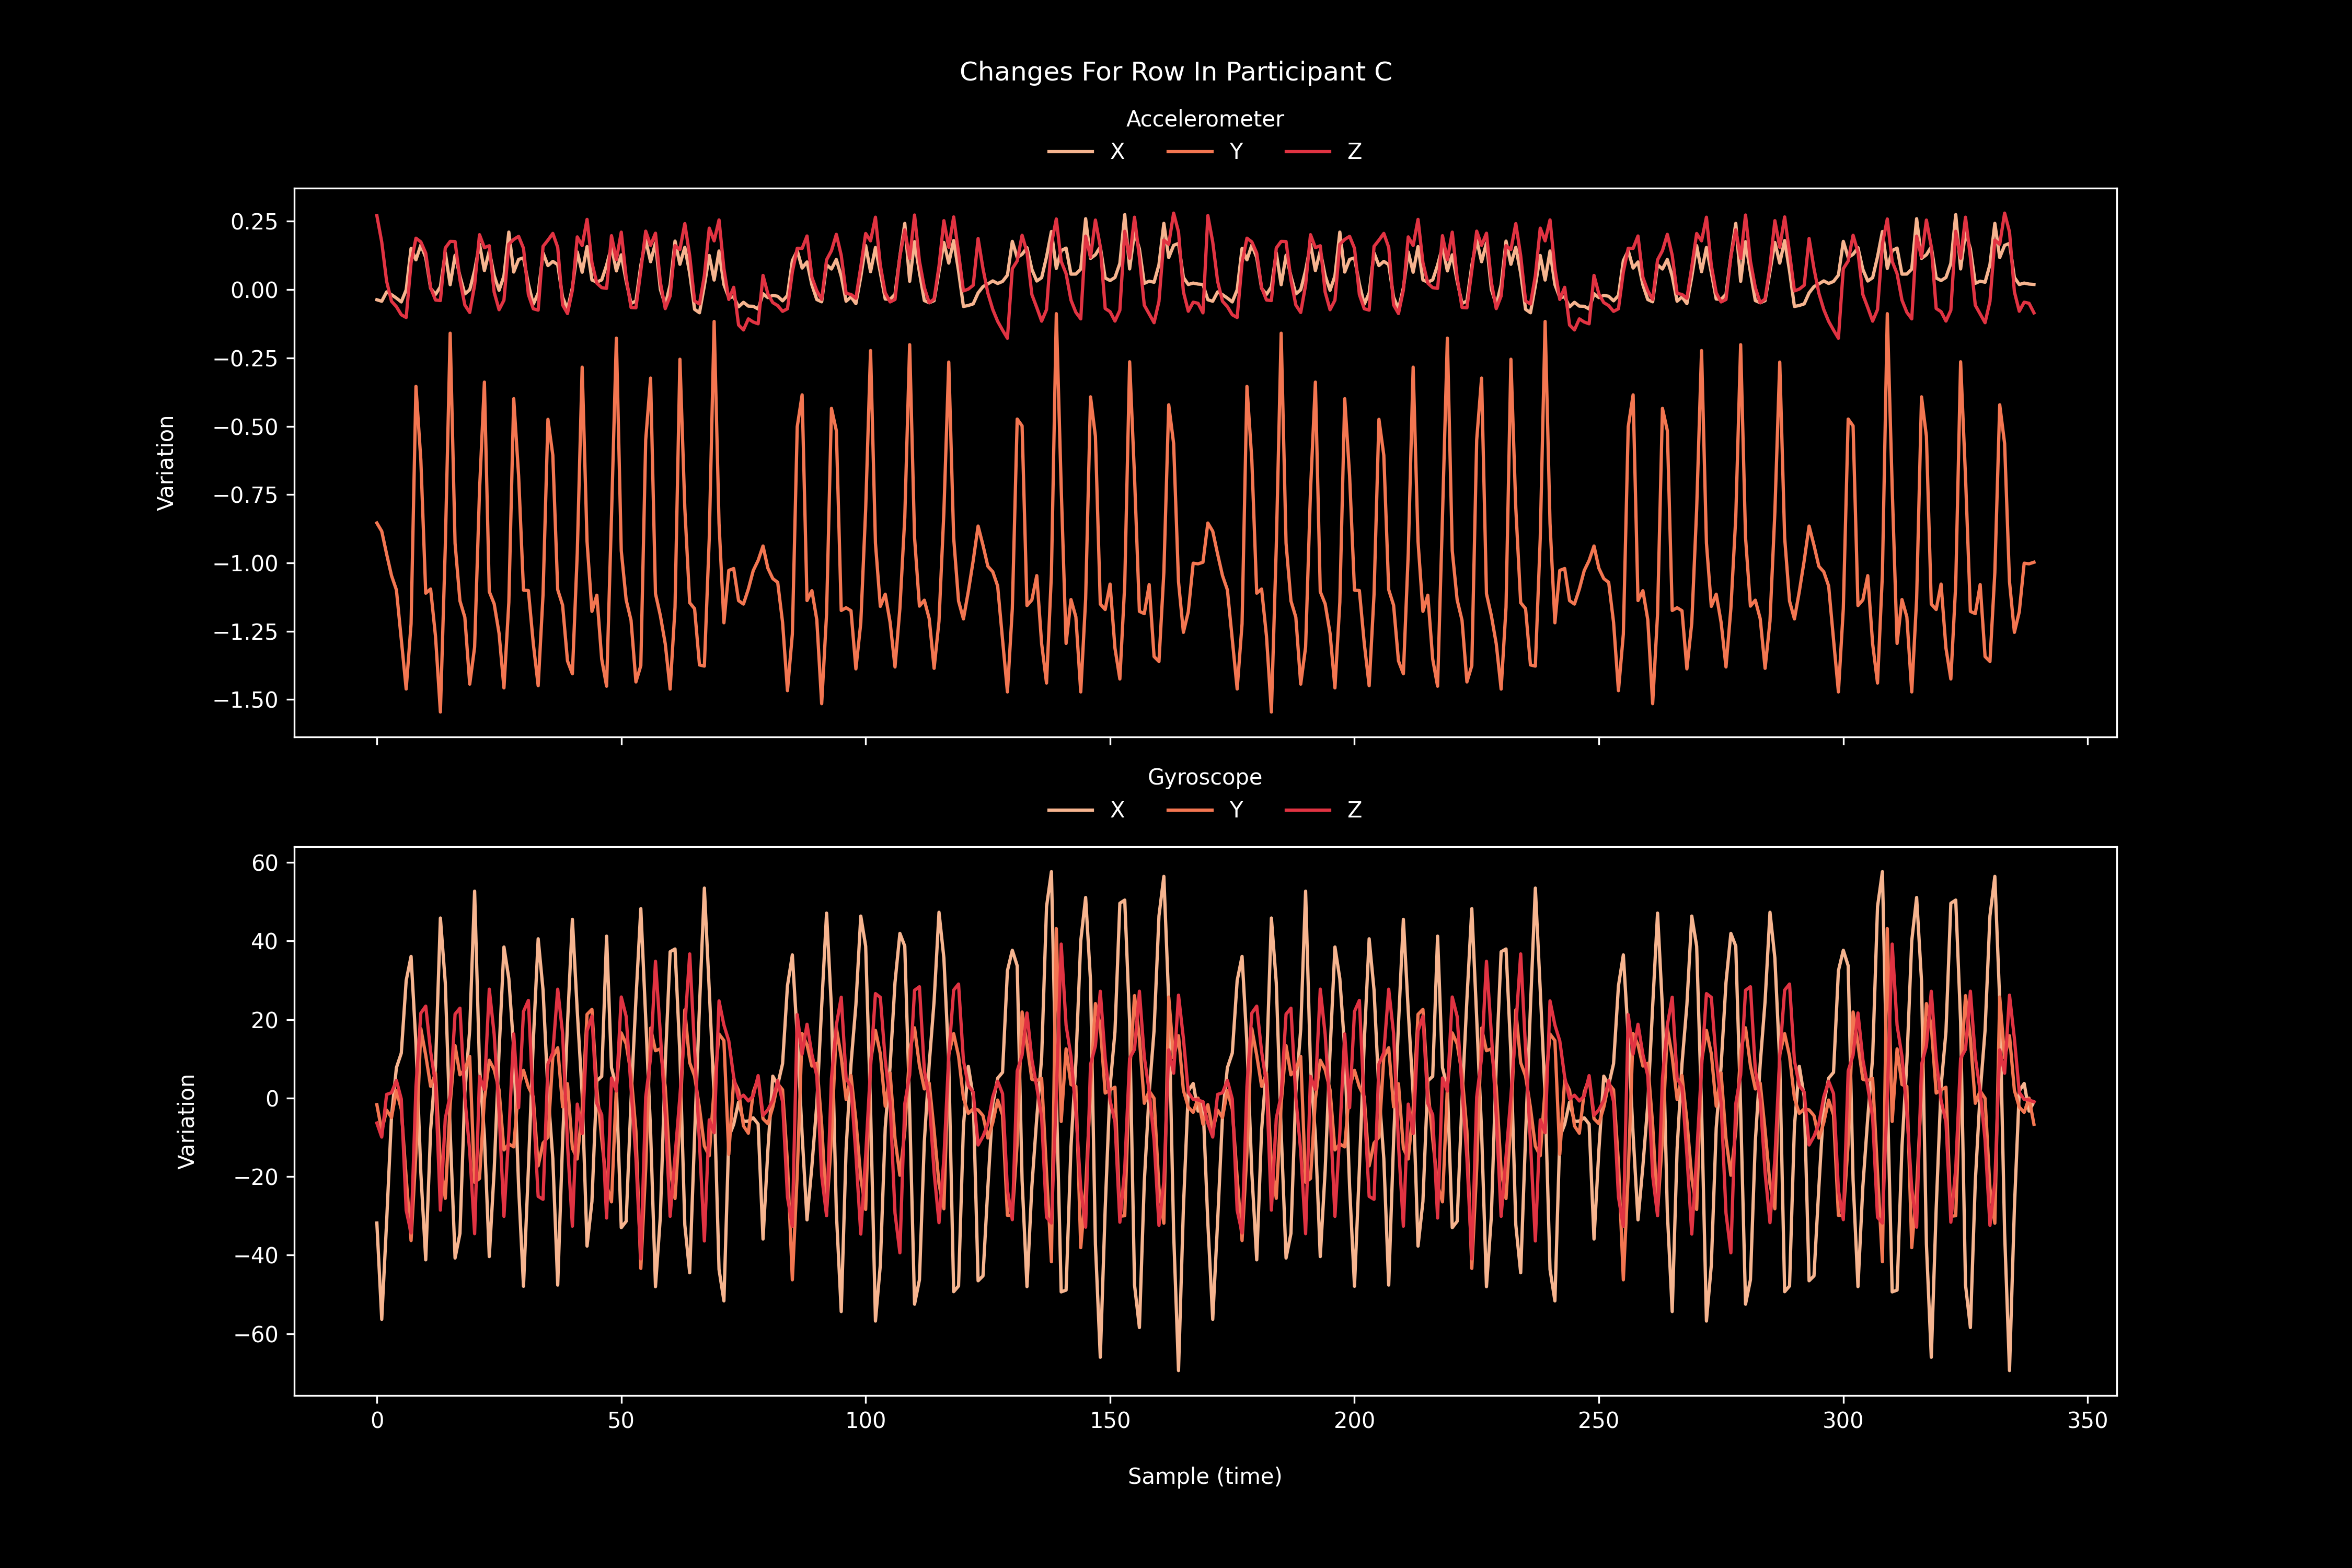 Changes For Row In Participant C
Accelerometer
X Y Z
0.25
0.00
−0.25
−0.50
−0.75
−1.00
−1.25
−1.50
Variation
Gyroscope
X Y Z
60
40
20
0
−20
−40
−60
Variation
0 50 100 150 200 250 300 350
Sample (time)